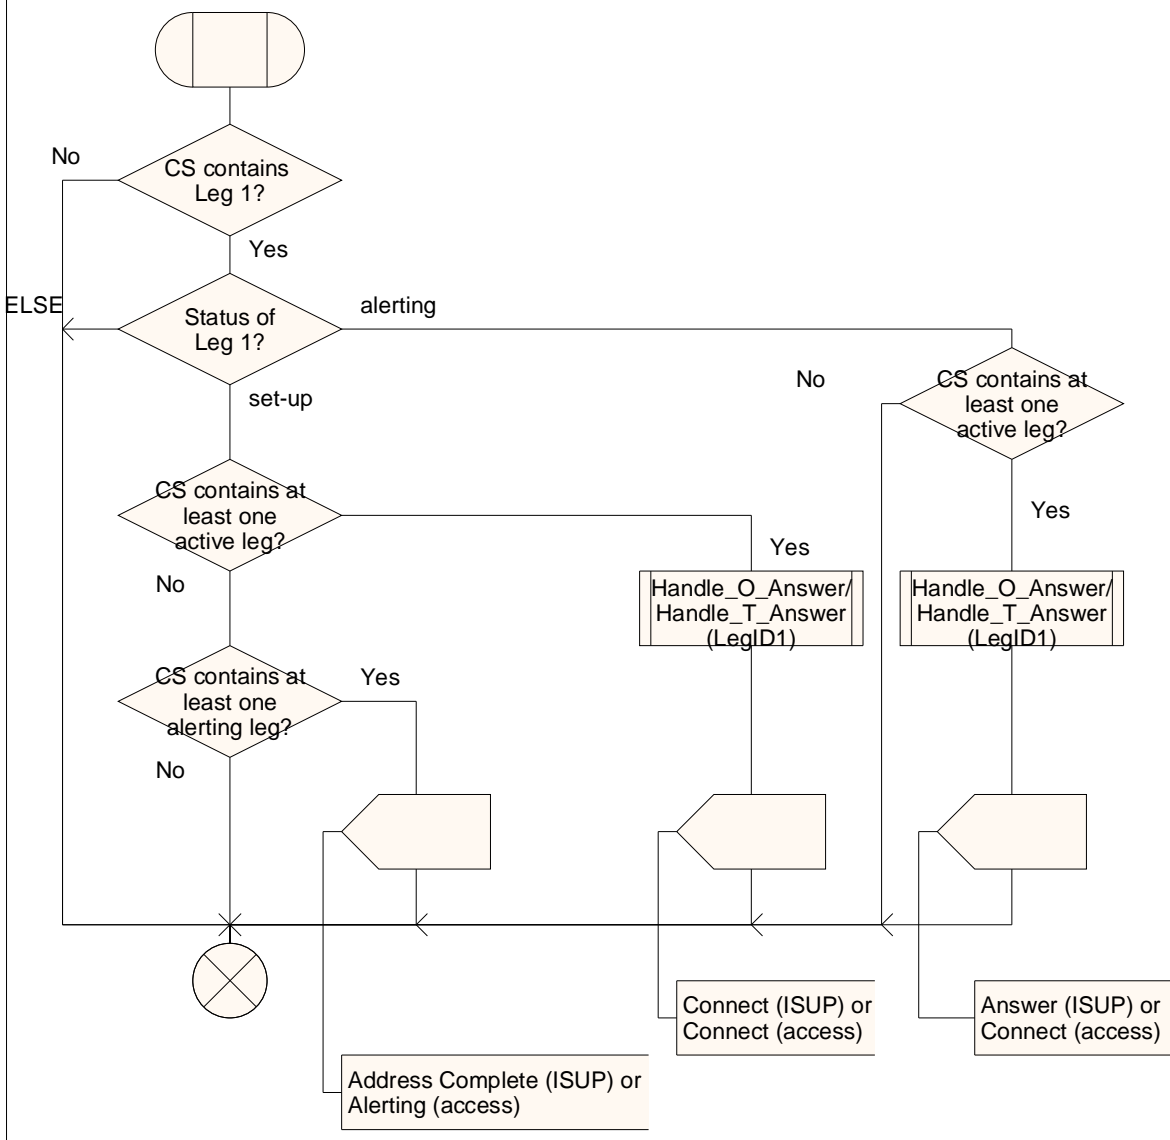 No
CS contains
Leg 1?
Yes
ELSE
Status of
Leg 1?
alerting
set-up
No
CS contains at
least one
active leg?
Yes
CS contains at
least one
active leg?
Yes
No
Handle_O_Answer/
Handle_T_Answer
(LegID1)
Handle_O_Answer/
Handle_T_Answer
(LegID1)
CS contains at
least one
alerting leg?
Yes
No
Connect (ISUP) or
Connect (access)
Answer (ISUP) or
Connect (access)
Address Complete (ISUP) or
Alerting (access)